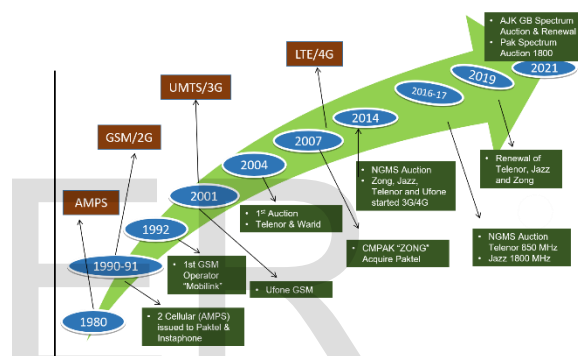 AMPS
GSM/2G
UMTS/3G
LTE/4G
1980
1990-91
1992
2001
2004
2007
2014
2016-17
2019
2021
• 2 Cellular (AMPS)
issued to Paktel &
Instaphone
• 1st GSM
Operator
"Mobilink"
• Ufone GSM
• 1st Auction
• Telenor & Warid
• CMPAK "ZONG"
Acquire Paktel
• NGMS Auction
• Zong, Jazz,
Telenor and Ufone
started 3G/4G
• NGMS Auction
Telenor 850 MHz
• Jazz 1800 MHz
• Renewal of
Telenor, Jazz
and Zong
• AJK GB Spectrum
Auction & Renewal
• Pak Spectrum
Auction 1800